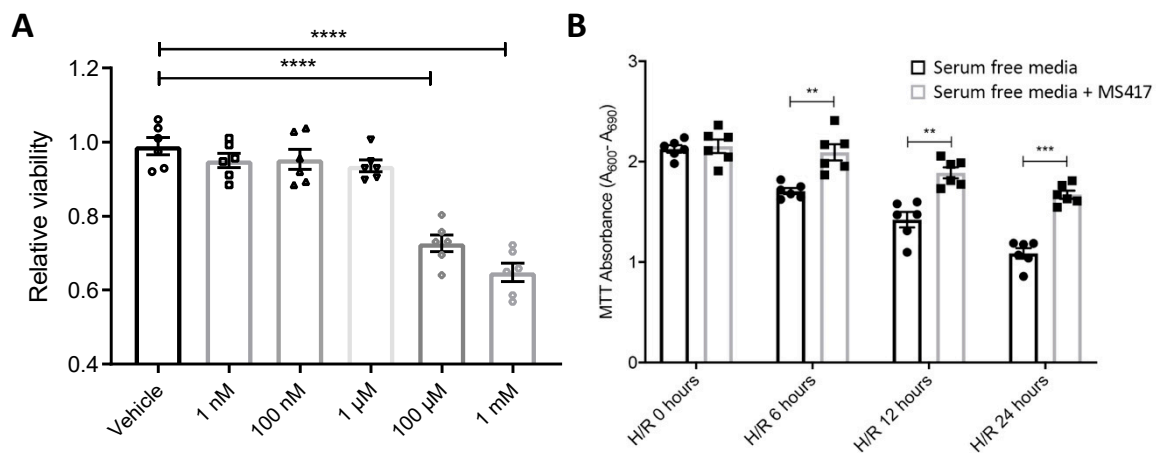 A
****
****
1.2
1.0
0.8
0.6
0.4
Relative viability
Vehicle
1 nM
100 nM
1 µM
100 µM
1 mM
B
Serum free media
Serum free media + MS417
**
**
***
3
2
1
0
MTT Absorbance (A600- A690)
H/R 0 hours
H/R 6 hours
H/R 12 hours
H/R 24 hours